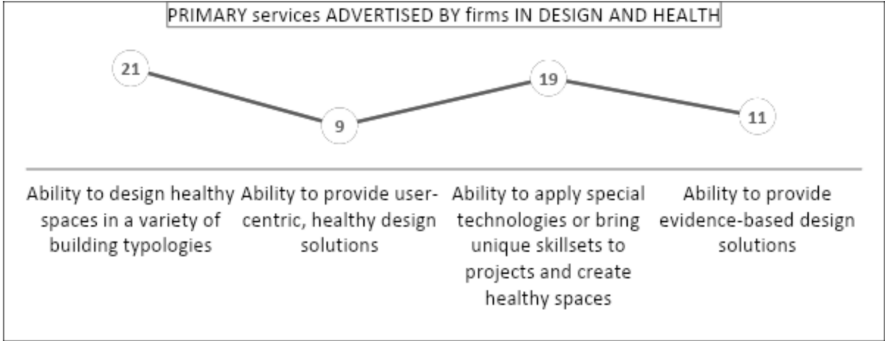 PRIMARY services ADVERTISED BY firms IN DESIGN AND HEALTH
21
9
19
11
Ability to design healthy
spaces in a variety of
building typologies
Ability to provide user-
centric, healthy design
solutions
Ability to apply special
technologies or bring
unique skillsets to
projects and create
healthy spaces
Ability to provide
evidence-based design
solutions